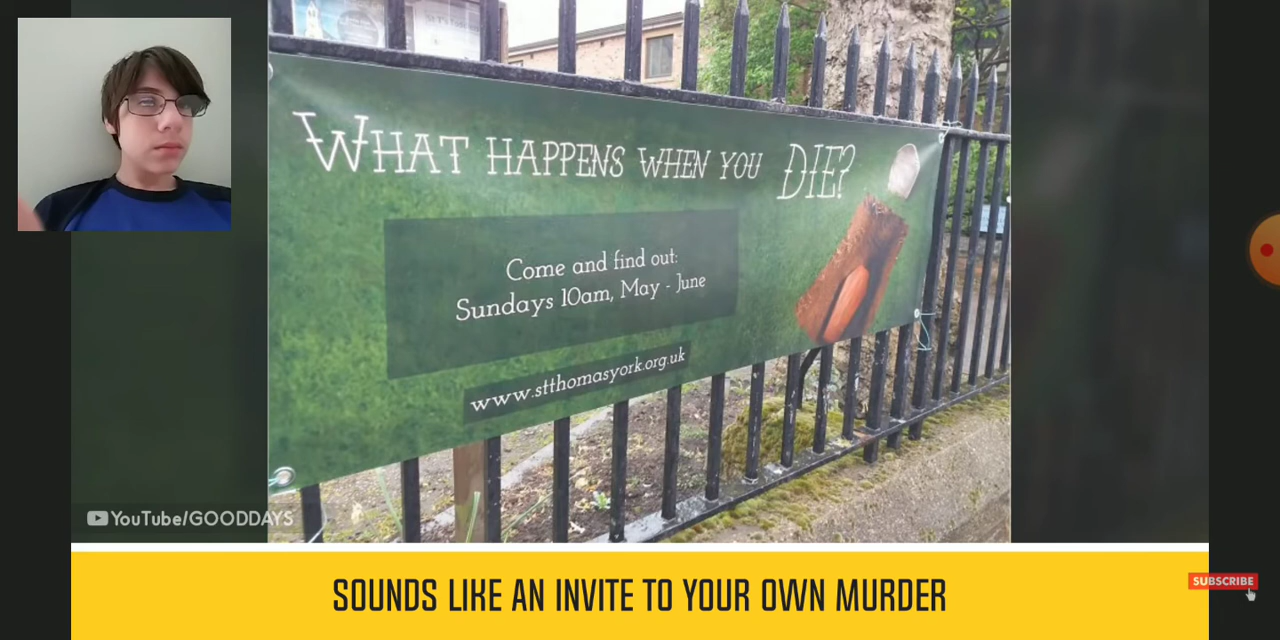 WHAT HAPPENS WHEN YOU DIE?
Come and find out:
Sundays 10am, May - June
www.stthomasyork.org.uk
YouTube/GOODDAYS
SOUNDS LIKE AN INVITE TO YOUR OWN MURDER
SUBSCRIBE